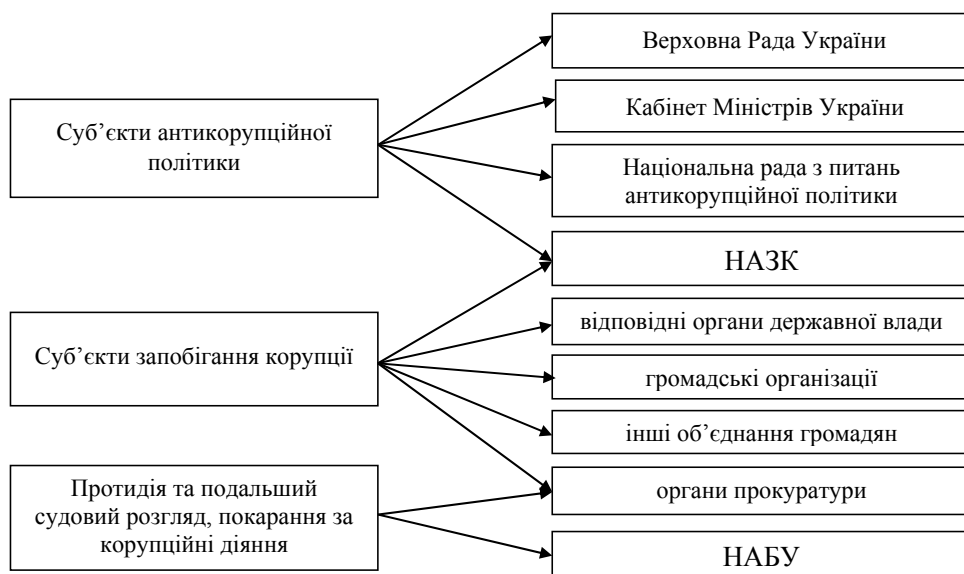 Суб’єкти антикорупційної
політики
Суб’єкти запобігання корупції
Протидія та подальший
судовий розгляд, покарання за
корупційні діяння
Верховна Рада України
Кабінет Міністрів України
Національна рада з питань
антикорупційної політики
НАЗК
відповідні органи державної влади
громадські організації
інші об’єднання громадян
органи прокуратури
НАБУ